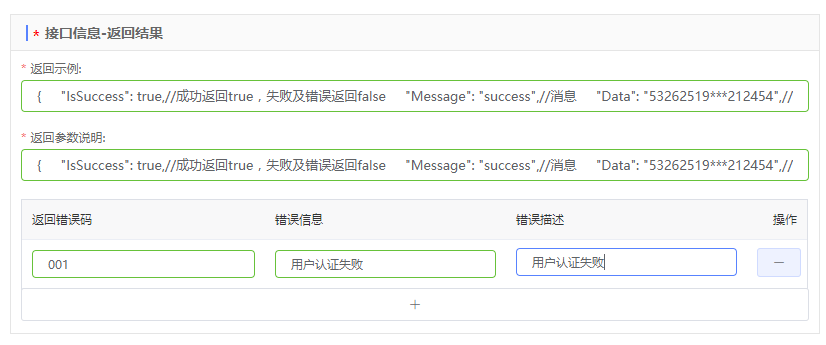 * 接口信息-返回结果
* 返回示例:
{ "IsSuccess": true,//成功返回true，失败及错误返回false "Message": "success",//消息 "Data": "53262519***212454",//
* 返回参数说明:
{ "IsSuccess": true,//成功返回true，失败及错误返回false "Message": "success",//消息 "Data": "53262519***212454",//
返回错误码 错误信息 错误描述 操作
001 用户认证失败 用户认证失败 －
＋